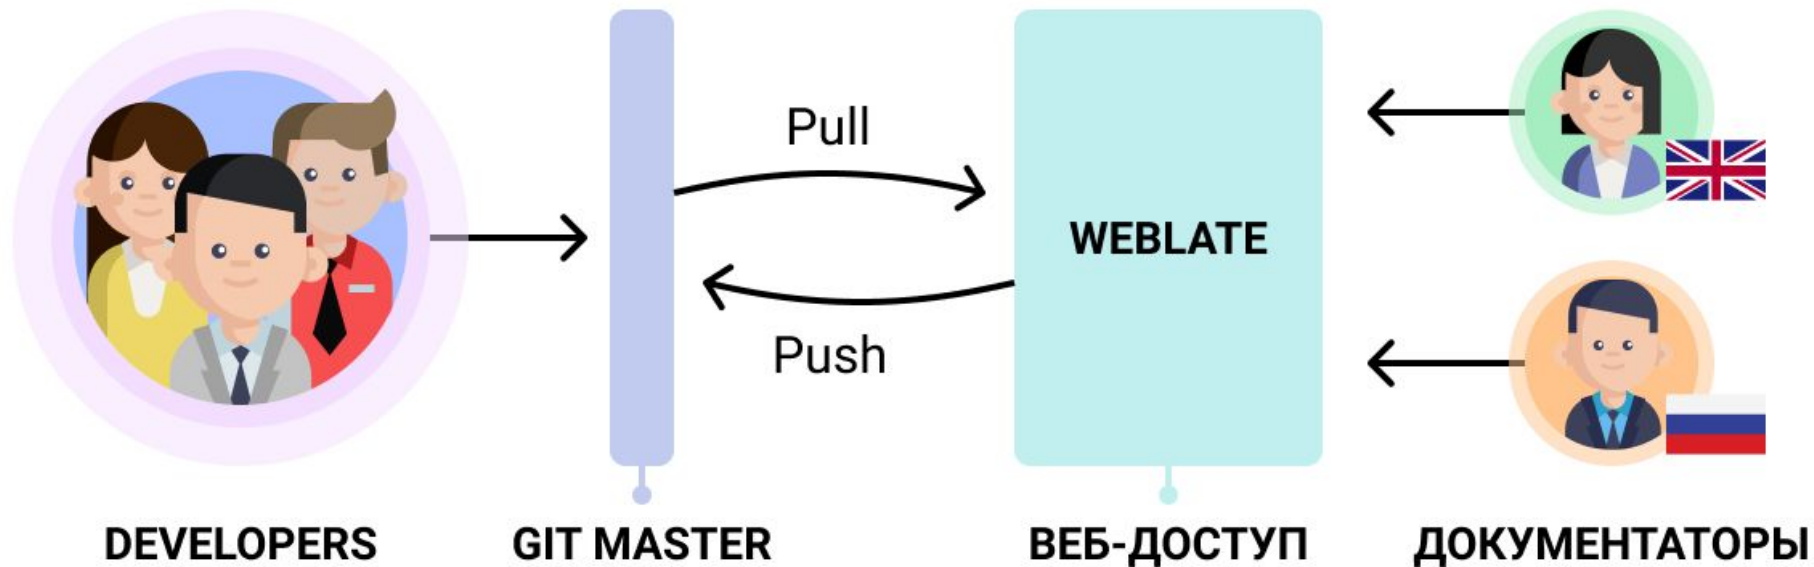 Pull
WEBLATE
Push
DEVELOPERS
GIT MASTER
ВЕБ-ДОСТУП
ДОКУМЕНТАТОРЫ